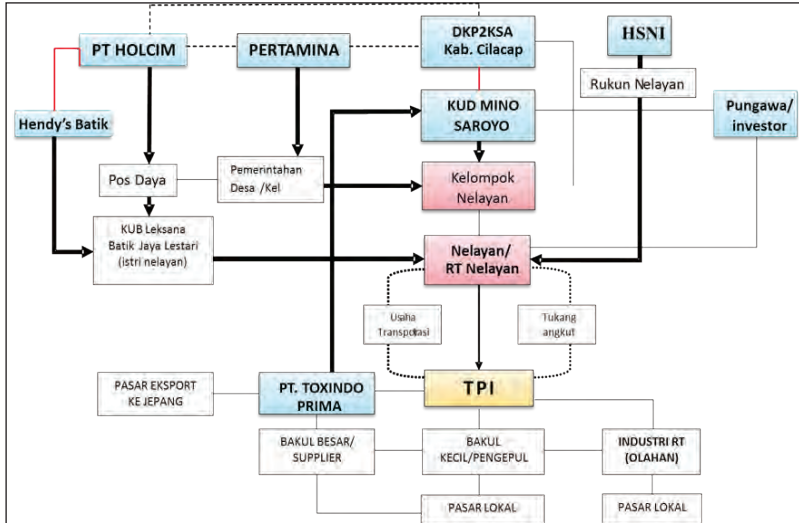 PT HOLCIM
PERTAMINA
DKP2KSA
Kab. Cilacap
HSNI
Rukun Nelayan
Hendy's Batik
KUD MINO
SAROYO
Pungawa/
investor
Pos Daya
Pemerintahan
Desa /Kel
Kelompok
Nelayan
KUB Leksana
Batik Jaya Lestari
(istri nelayan)
Nelayan/
RT Nelayan
Usaha
Transportasi
Tukang
angkut
PASAR EKSPORT
KE JEPANG
PT. TOXINDO
PRIMA
TPI
BAKUL BESAR/
SUPPLIER
BAKUL
KECIL/PENGEPUL
INDUSTRI RT
(OLAHAN)
PASAR LOKAL
PASAR LOKAL